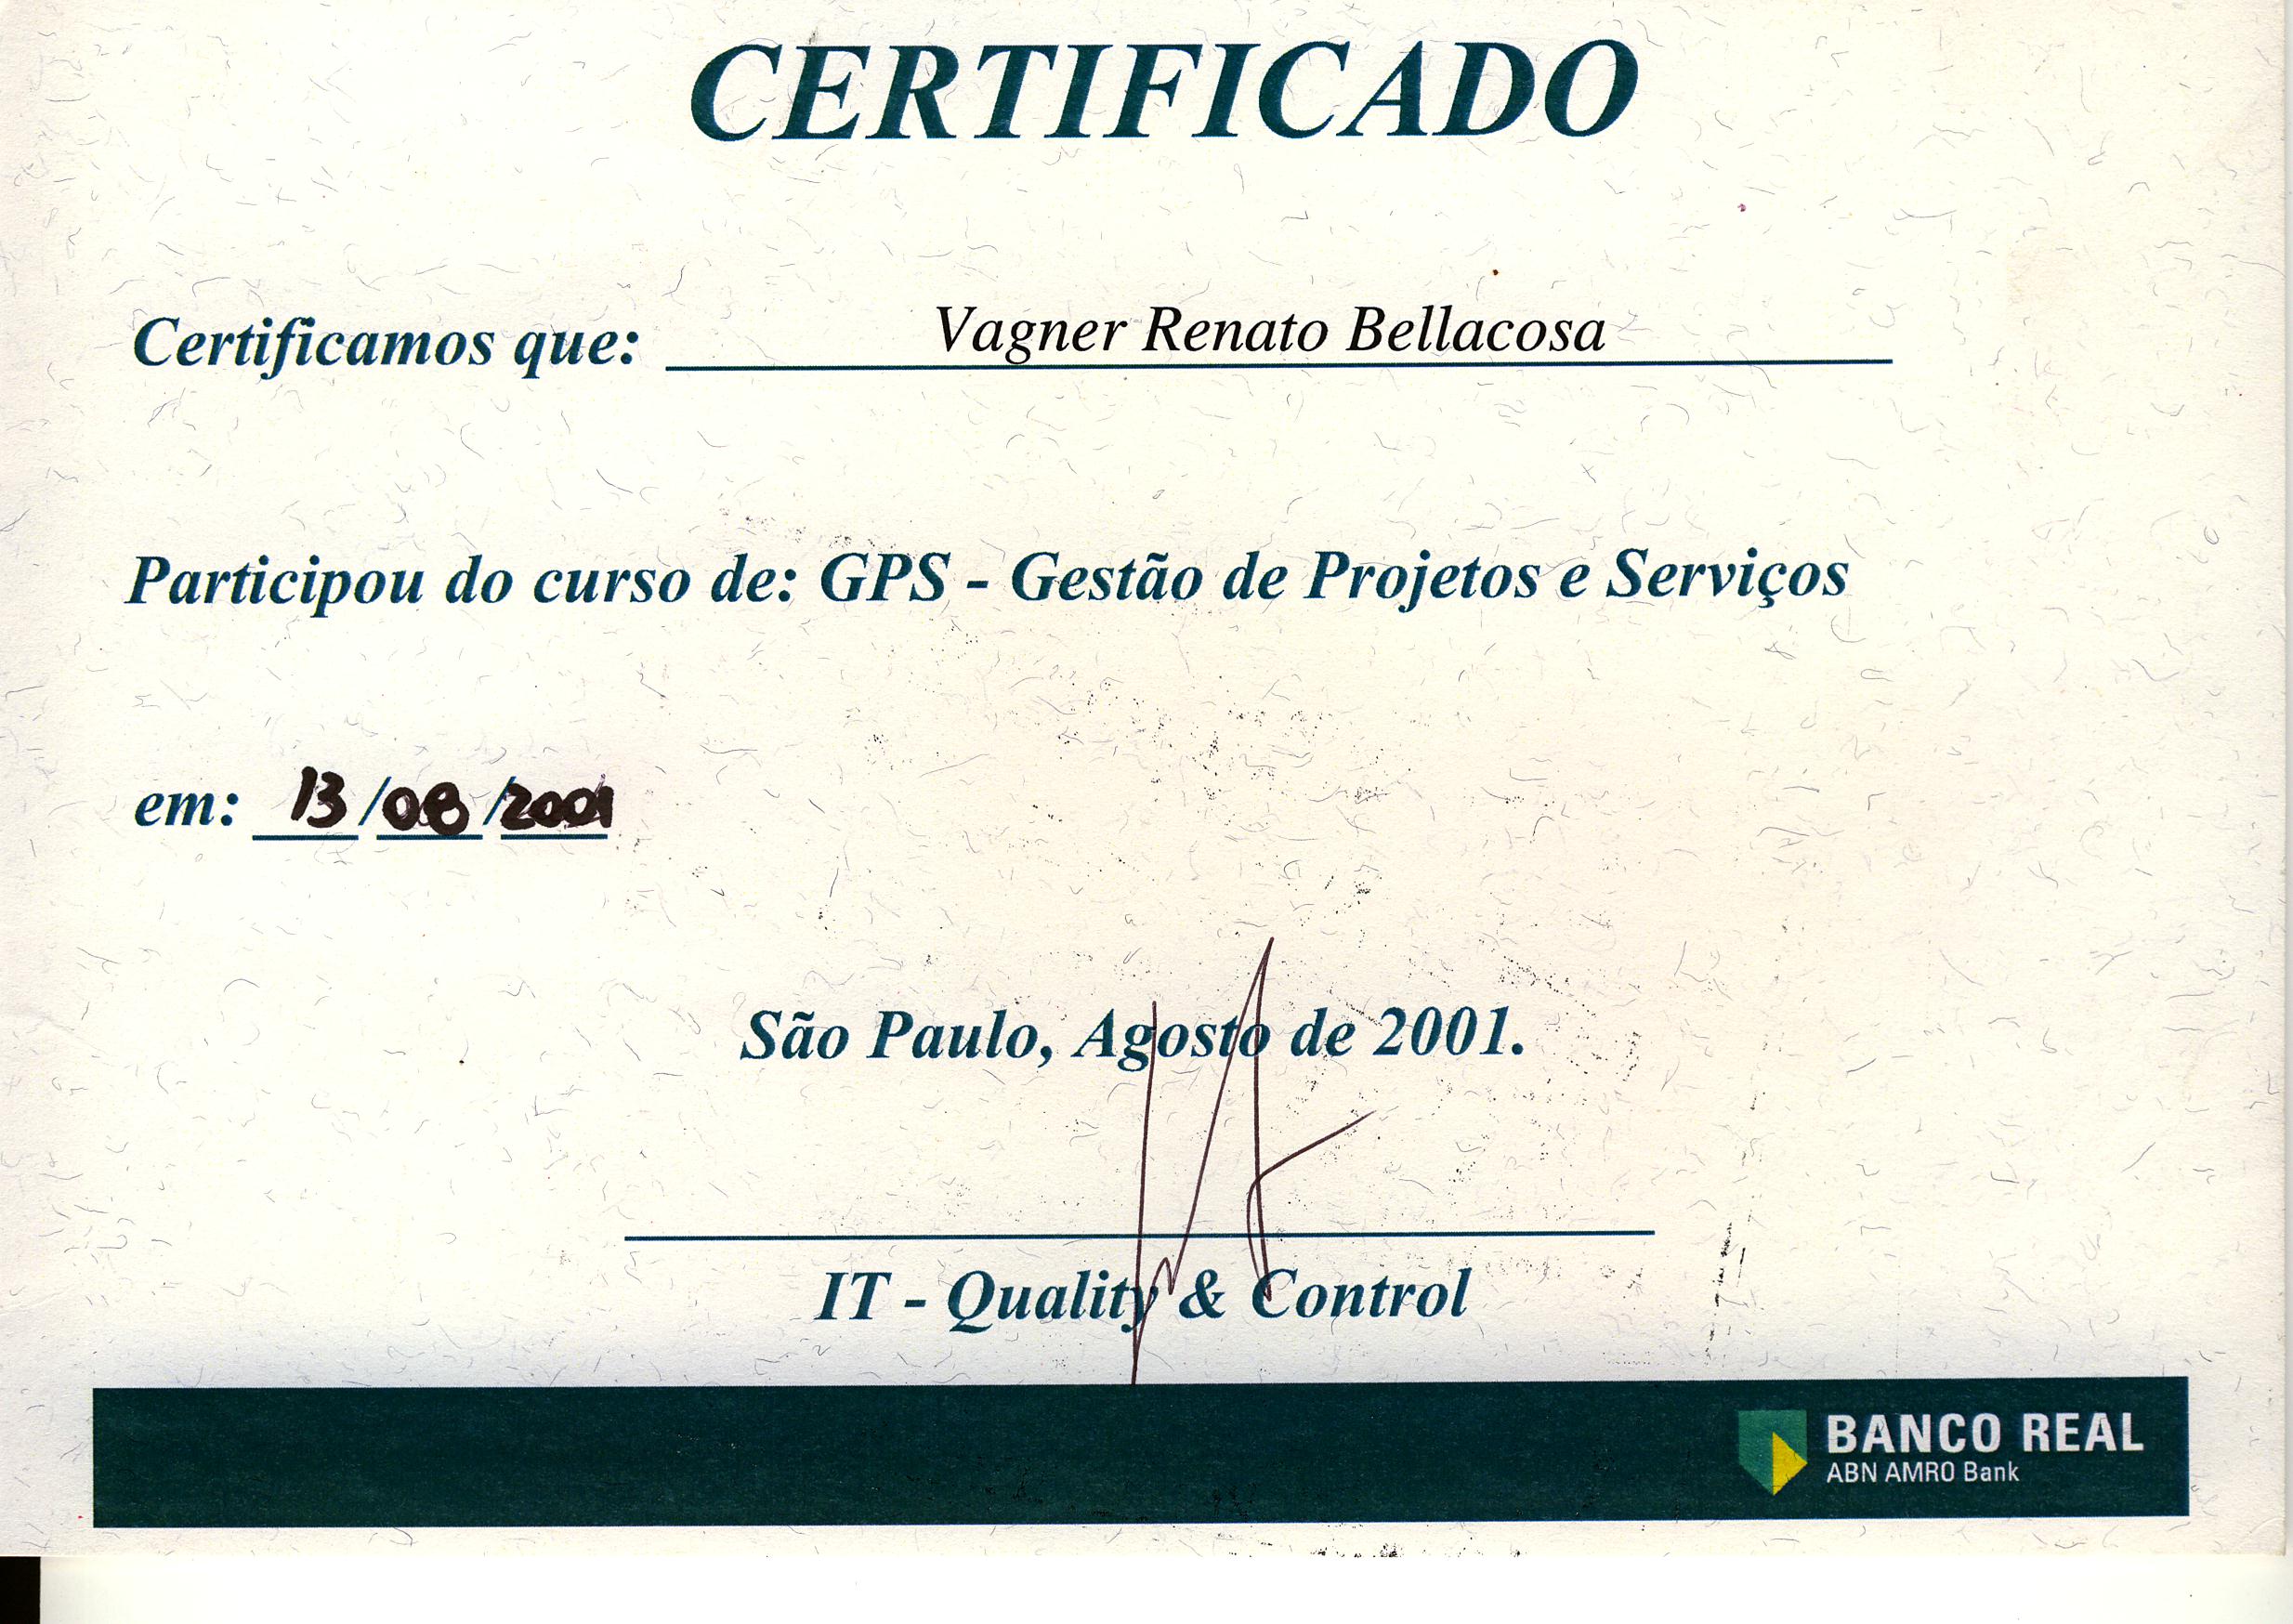 CERTIFICADO
Certificamos que: Vagner Renato Bellacosa
Participou do curso de: GPS - Gestão de Projetos e Serviços
em: 13/08/2001
São Paulo, Agosto de 2001.
IT - Quality & Control
BANCO REAL
ABN AMRO Bank